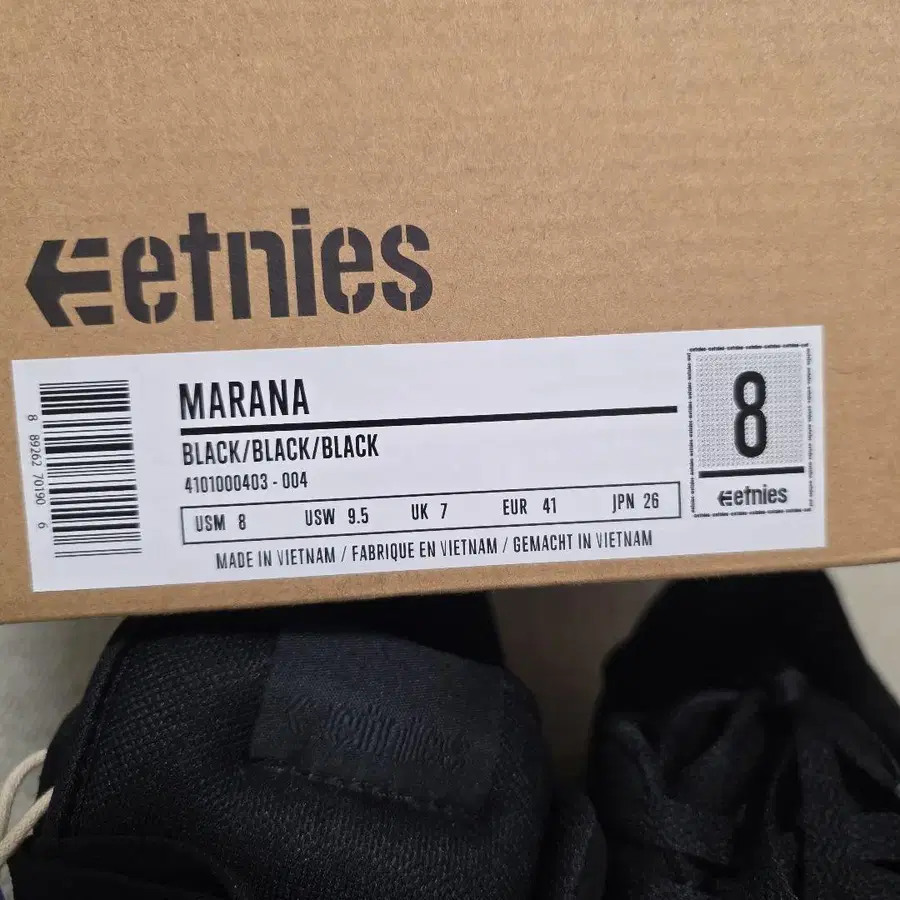 etnies
MARANA
BLACK/BLACK/BLACK
4101000403 - 004
USM 8 USW 9.5 UK 7 EUR 41 JPN 26
MADE IN VIETNAM / FABRIQUE EN VIETNAM / GEMACHT IN VIETNAM
8
etnies
8 89262 70190 6